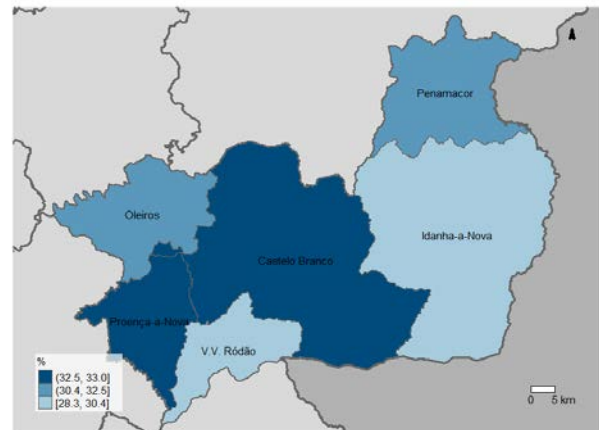 Penamacor
Oleiros
Idanha-a-Nova
Castelo Branco
Proença-a-Nova
V.V. Ródão
%
(32.5, 33.0]
(30.4, 32.5]
[28.3, 30.4]
0 5 km